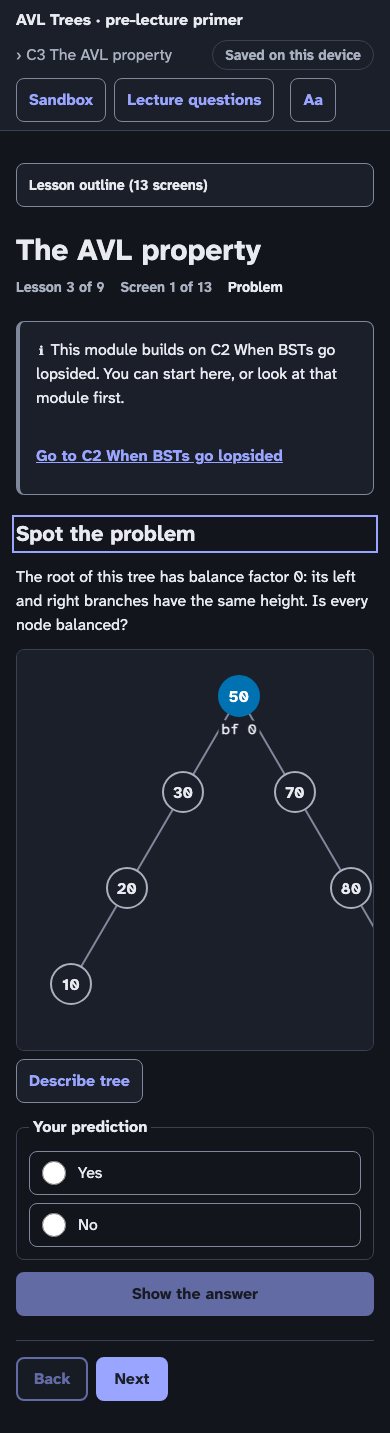 AVL Trees · pre-lecture primer
› C3 The AVL property
Saved on this device
Sandbox
Lecture questions
Aa
Lesson outline (13 screens)
The AVL property
Lesson 3 of 9 Screen 1 of 13 Problem
ℹ This module builds on C2 When BSTs go
lopsided. You can start here, or look at that
module first.
Go to C2 When BSTs go lopsided
Spot the problem
The root of this tree has balance factor 0: its left
and right branches have the same height. Is every
node balanced?
50
bf 0
30
70
20
80
10
Describe tree
Your prediction
Yes
No
Show the answer
Back
Next